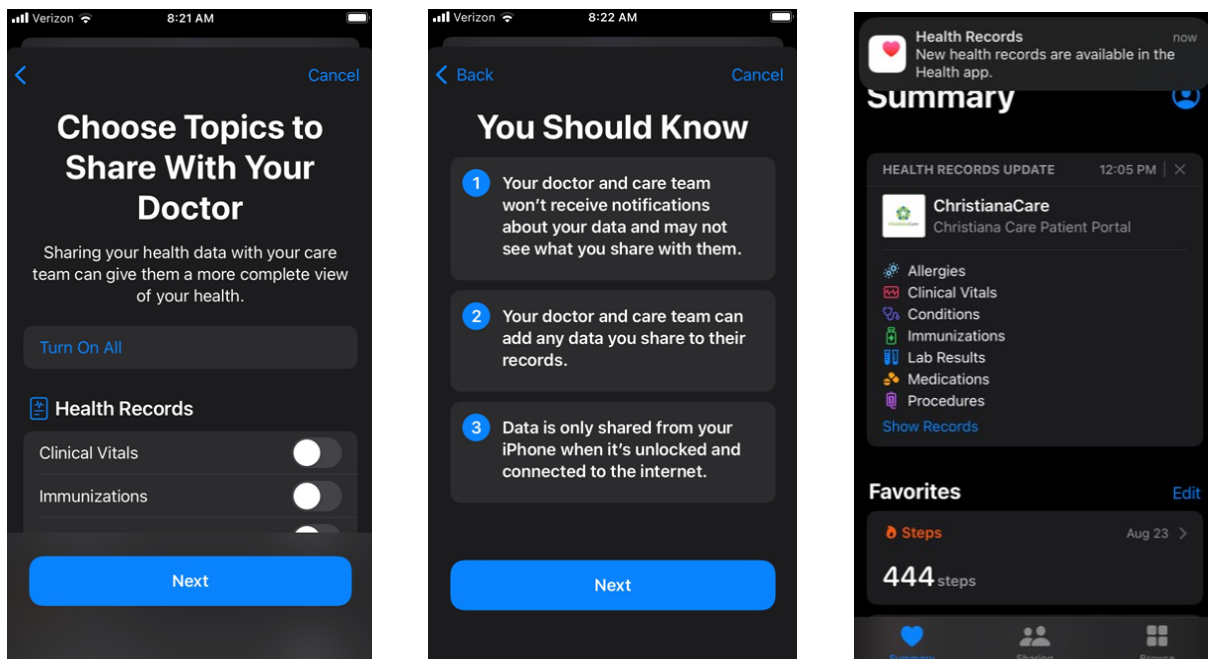 Verizon
8:21 AM
Cancel
Choose Topics to
Share With Your
Doctor
Sharing your health data with your care
team can give them a more complete view
of your health.
Turn On All
Health Records
Clinical Vitals
Immunizations
Next
Verizon
8:22 AM
Back
Cancel
You Should Know
1 Your doctor and care team
won't receive notifications
about your data and may not
see what you share with them.
2 Your doctor and care team can
add any data you share to their
records.
3 Data is only shared from your
iPhone when it's unlocked and
connected to the internet.
Next
Health Records now
New health records are available in the
Health app.
Summary
HEALTH RECORDS UPDATE 12:05 PM
ChristianaCare
Christiana Care Patient Portal
Allergies
Clinical Vitals
Conditions
Immunizations
Lab Results
Medications
Procedures
Show Records
Favorites Edit
Steps Aug 23
444 steps
Summary Sharing Browse